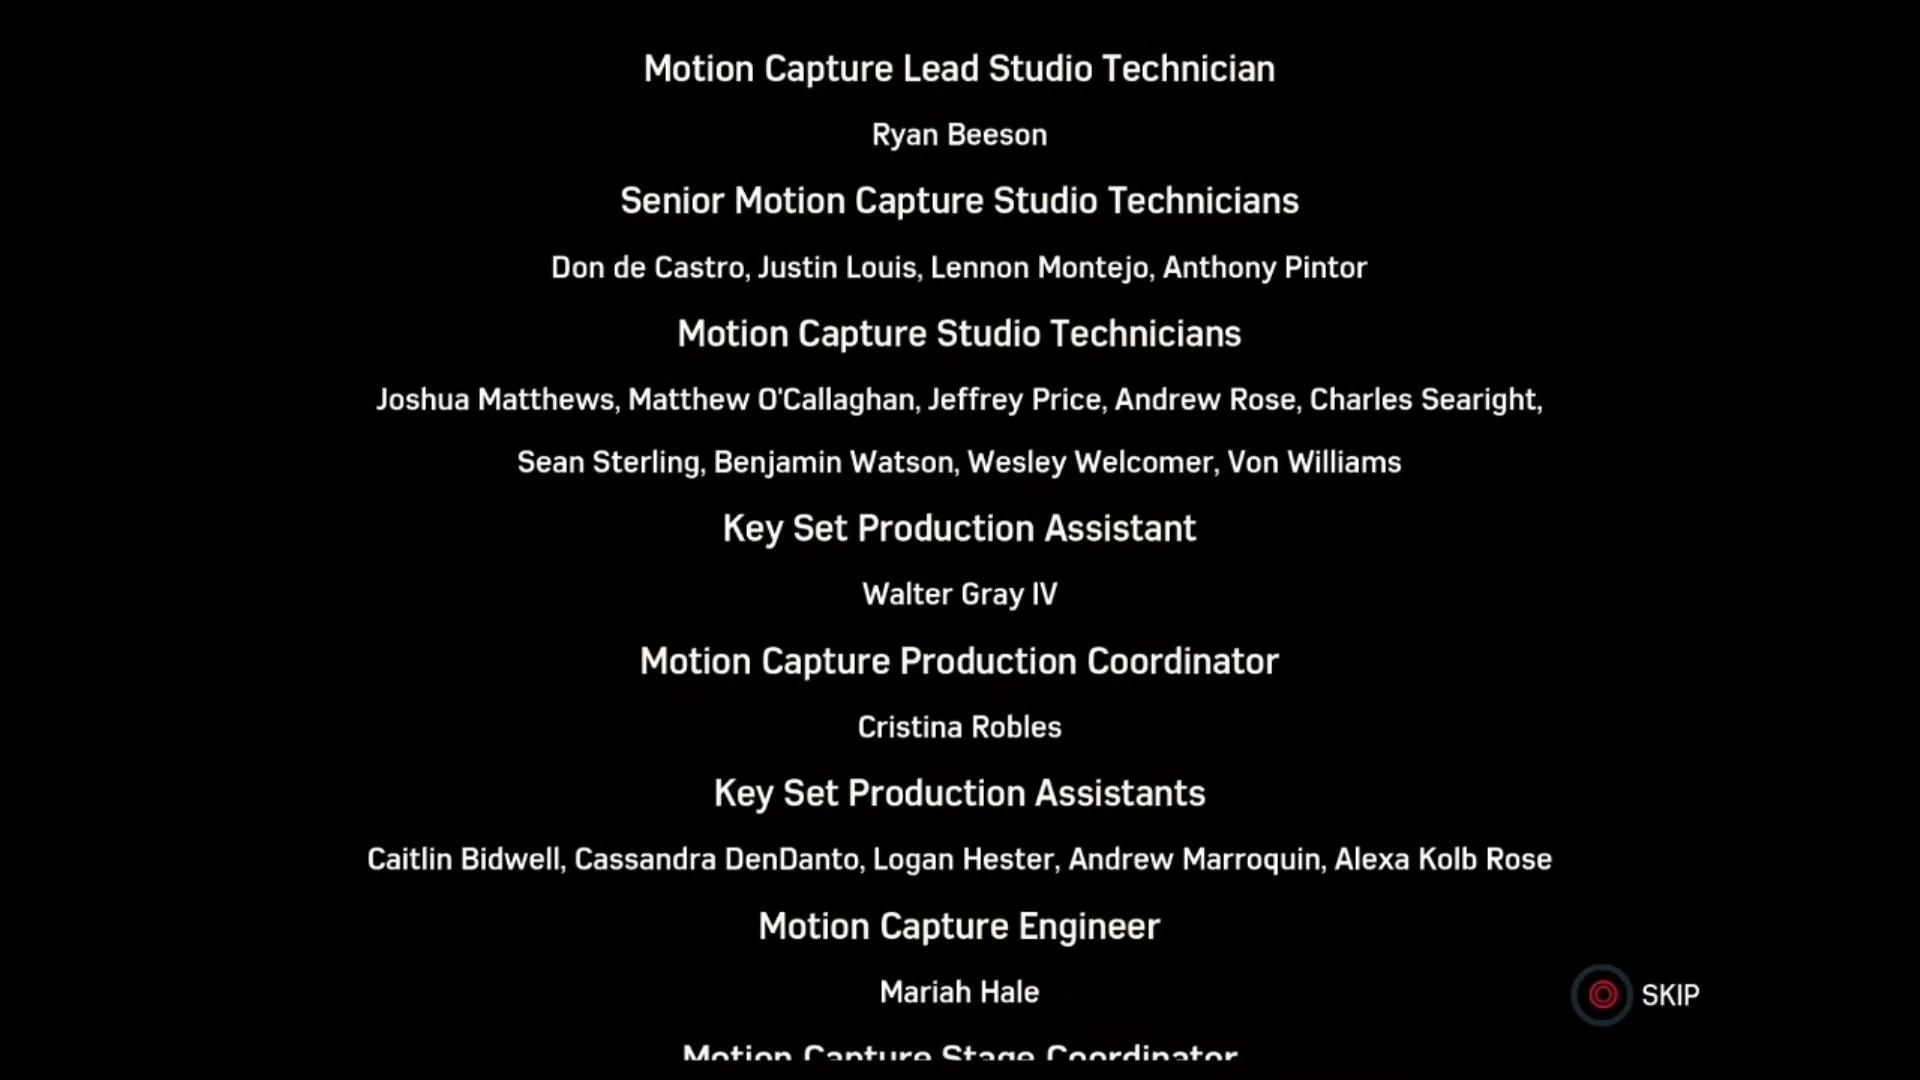 Motion Capture Lead Studio Technician
Ryan Beeson
Senior Motion Capture Studio Technicians
Don de Castro, Justin Louis, Lennon Montejo, Anthony Pintor
Motion Capture Studio Technicians
Joshua Matthews, Matthew O'Callaghan, Jeffrey Price, Andrew Rose, Charles Searight,
Sean Sterling, Benjamin Watson, Wesley Welcomer, Von Williams
Key Set Production Assistant
Walter Gray IV
Motion Capture Production Coordinator
Cristina Robles
Key Set Production Assistants
Caitlin Bidwell, Cassandra DenDanto, Logan Hester, Andrew Marroquin, Alexa Kolb Rose
Motion Capture Engineer
Mariah Hale
SKIP
Motion Capture Stage Coordinator